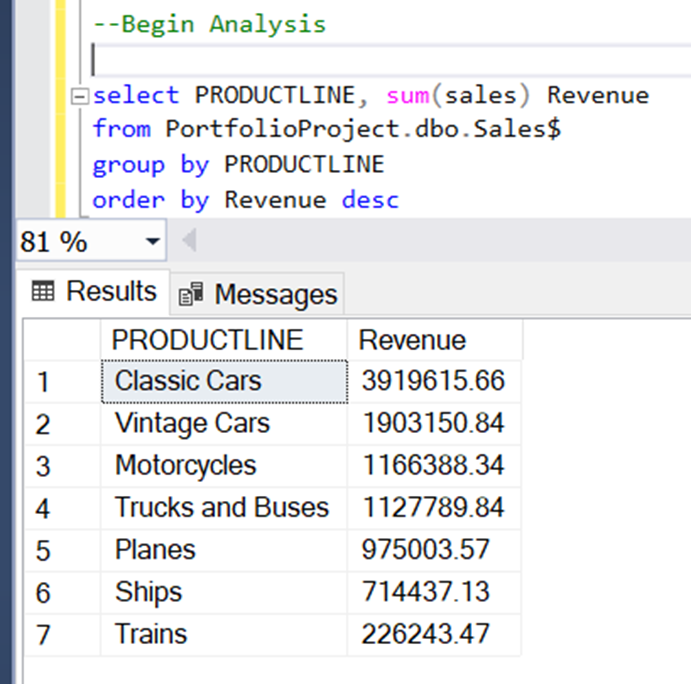 --Begin Analysis
select PRODUCTLINE, sum(sales) Revenue
from PortfolioProject.dbo.Sales$
group by PRODUCTLINE
order by Revenue desc
81 %
Results Messages
PRODUCTLINE Revenue
1 Classic Cars 3919615.66
2 Vintage Cars 1903150.84
3 Motorcycles 1166388.34
4 Trucks and Buses 1127789.84
5 Planes 975003.57
6 Ships 714437.13
7 Trains 226243.47